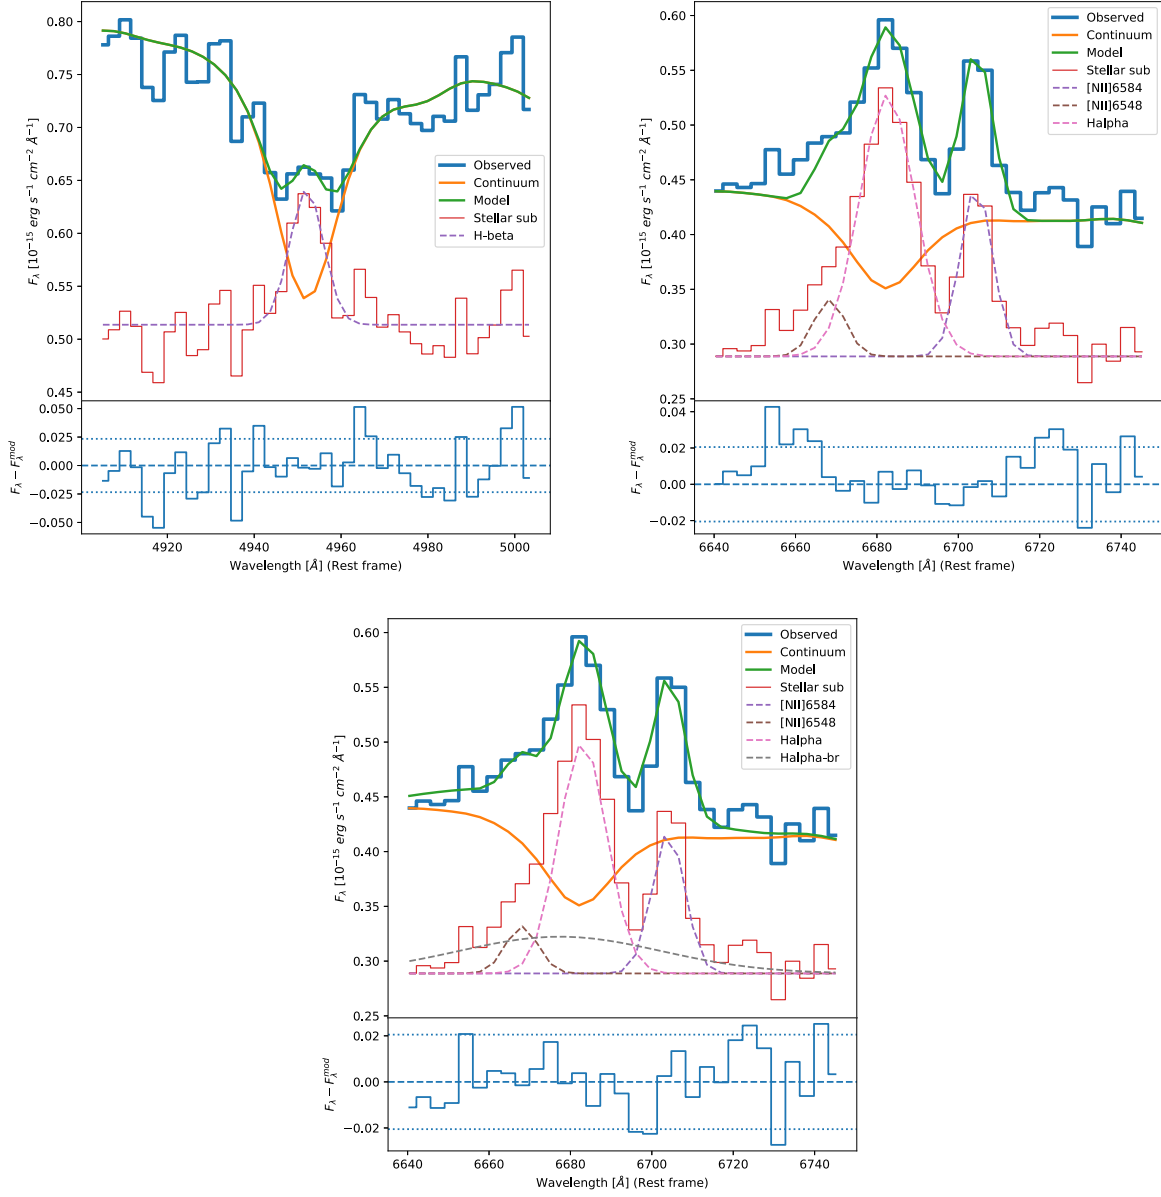 0.80
0.75
0.70
0.65
0.60
0.55
0.50
0.45
F_λ [10^−15 erg s^−1 cm^−2 Å^−1]
Observed
Continuum
Model
Stellar sub
H-beta
0.050
0.025
0.000
−0.025
−0.050
F_λ − F_λ^mod
4920 4940 4960 4980 5000
Wavelength [Å] (Rest frame)
0.60
0.55
0.50
0.45
0.40
0.35
0.30
0.25
F_λ [10^−15 erg s^−1 cm^−2 Å^−1]
Observed
Continuum
Model
Stellar sub
[NII]6584
[NII]6548
Halpha
0.04
0.02
0.00
−0.02
F_λ − F_λ^mod
6640 6660 6680 6700 6720 6740
Wavelength [Å] (Rest frame)
0.60
0.55
0.50
0.45
0.40
0.35
0.30
0.25
F_λ [10^−15 erg s^−1 cm^−2 Å^−1]
Observed
Continuum
Model
Stellar sub
[NII]6584
[NII]6548
Halpha
Halpha-br
0.02
0.00
−0.02
F_λ − F_λ^mod
6640 6660 6680 6700 6720 6740
Wavelength [Å] (Rest frame)